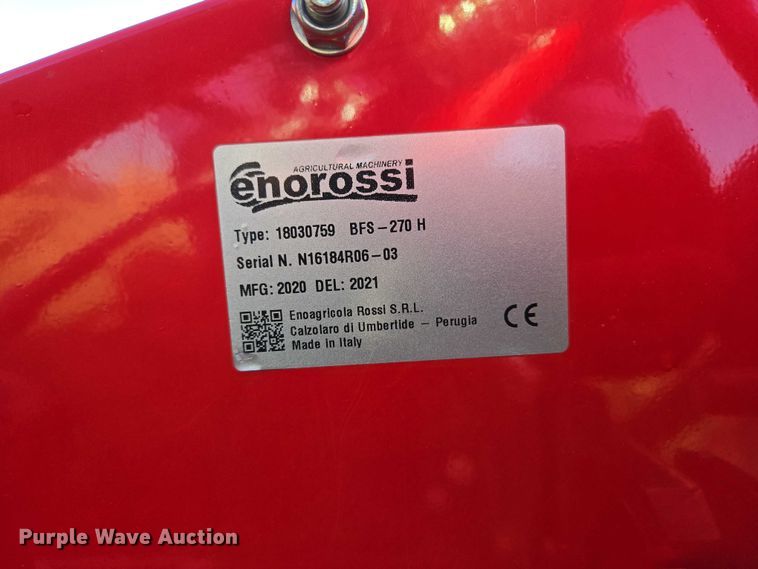 AGRICULTURAL MACHINERY
enorossi
Type: 18030759 BFS-270 H
Serial N. N16184R06-03
MFG: 2020 DEL: 2021
Enoagricola Rossi S.R.L.
Calzolaro di Umbertide - Perugia
Made in Italy
CE
Purple Wave Auction